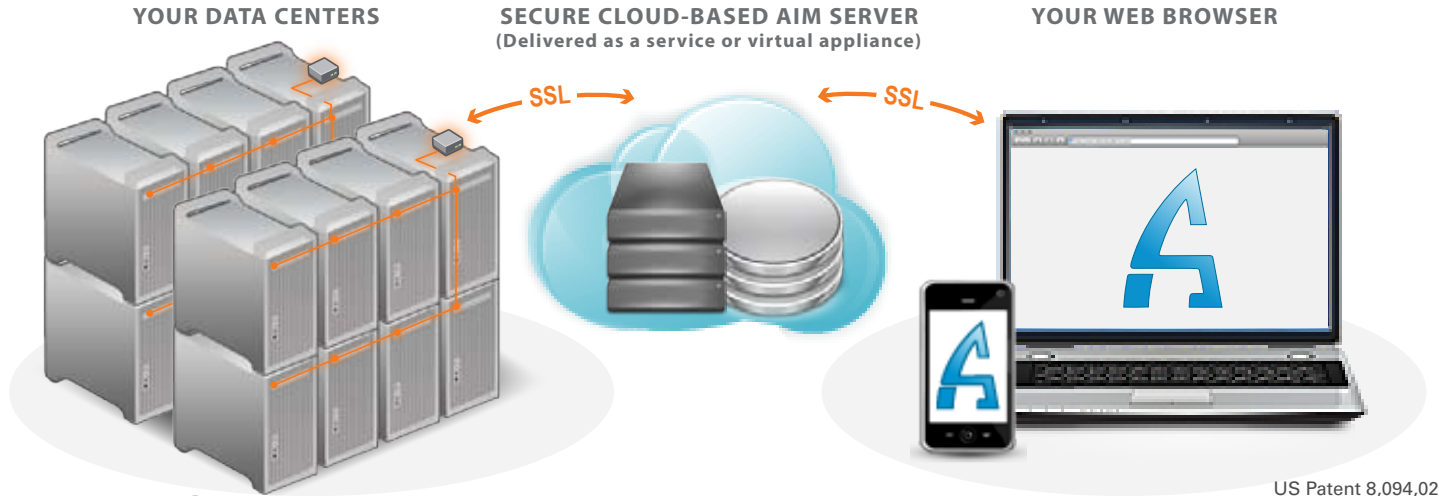 YOUR DATA CENTERS
SECURE CLOUD-BASED AIM SERVER
(Delivered as a service or virtual appliance)
YOUR WEB BROWSER
SSL
SSL
US Patent 8,094,02